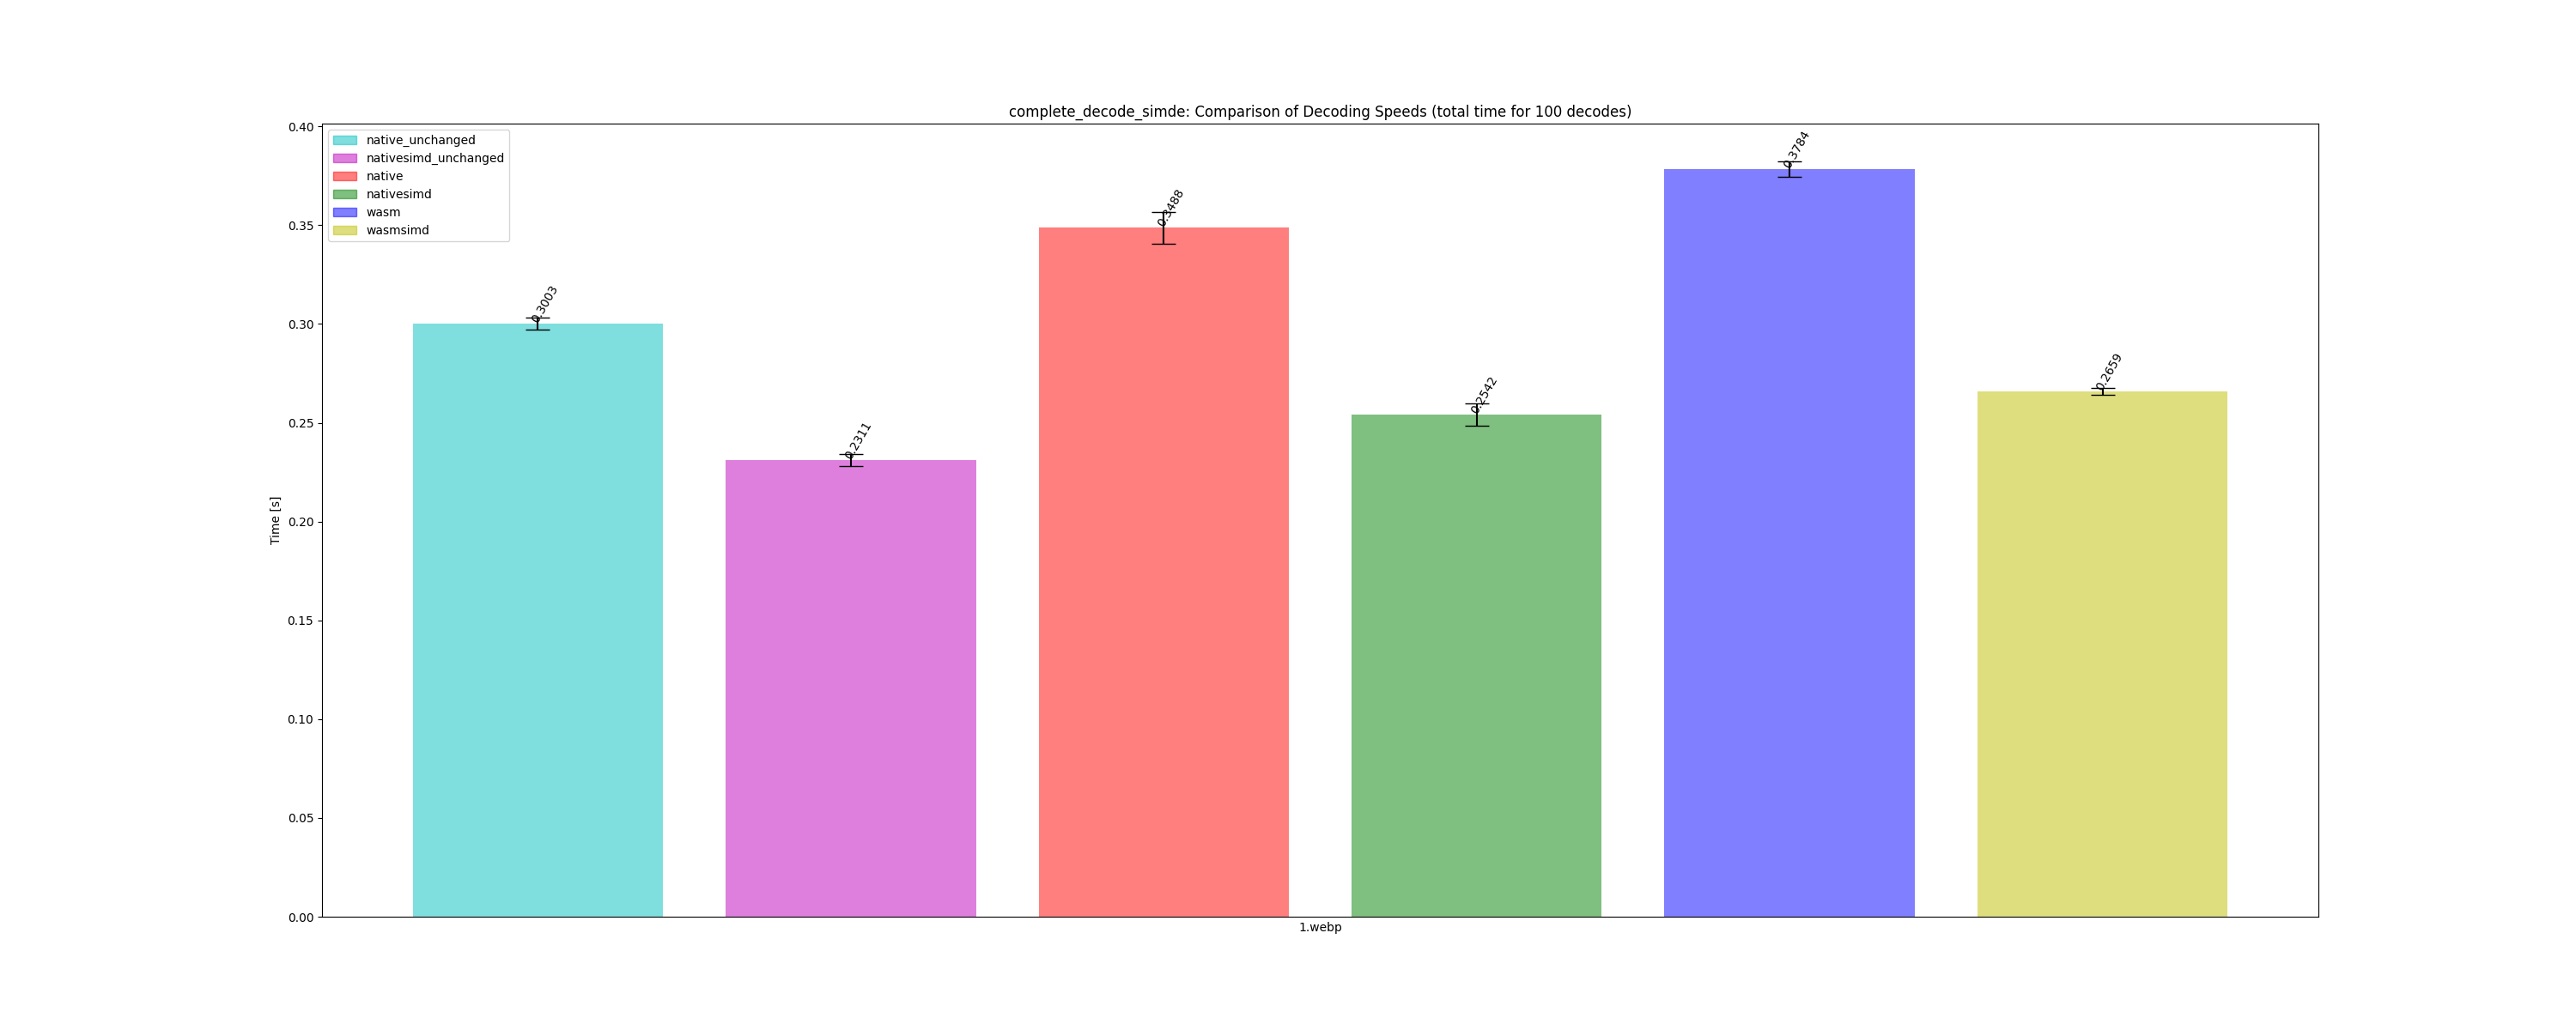 complete_decode_simde: Comparison of Decoding Speeds (total time for 100 decodes)
native_unchanged
nativesimd_unchanged
native
nativesimd
wasm
wasmsimd
0.40
0.35
0.30
0.25
0.20
0.15
0.10
0.05
0.00
Time [s]
0.3003
0.2311
0.3488
0.2542
0.3784
0.2659
1.webp